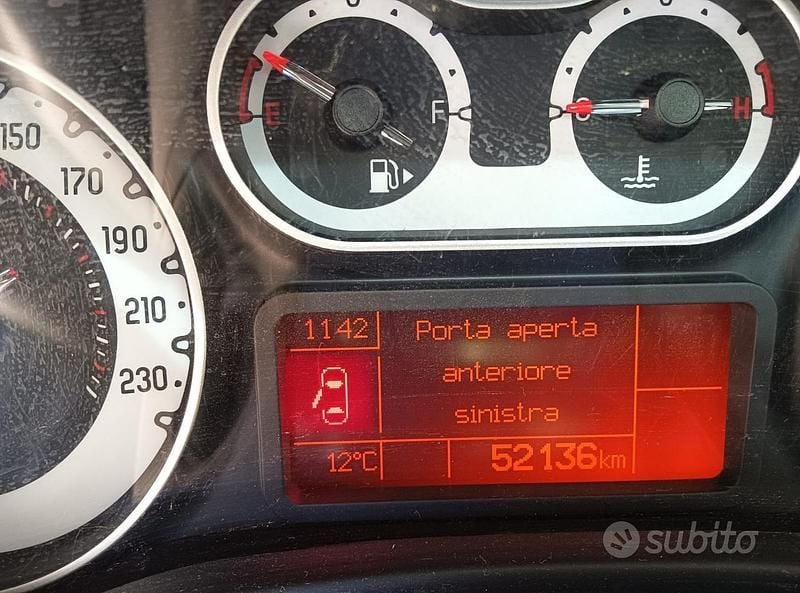 E
F
C
H
150
170
190
210
230
1142
Porta aperta
anteriore
sinistra
12°C
52136km
subito